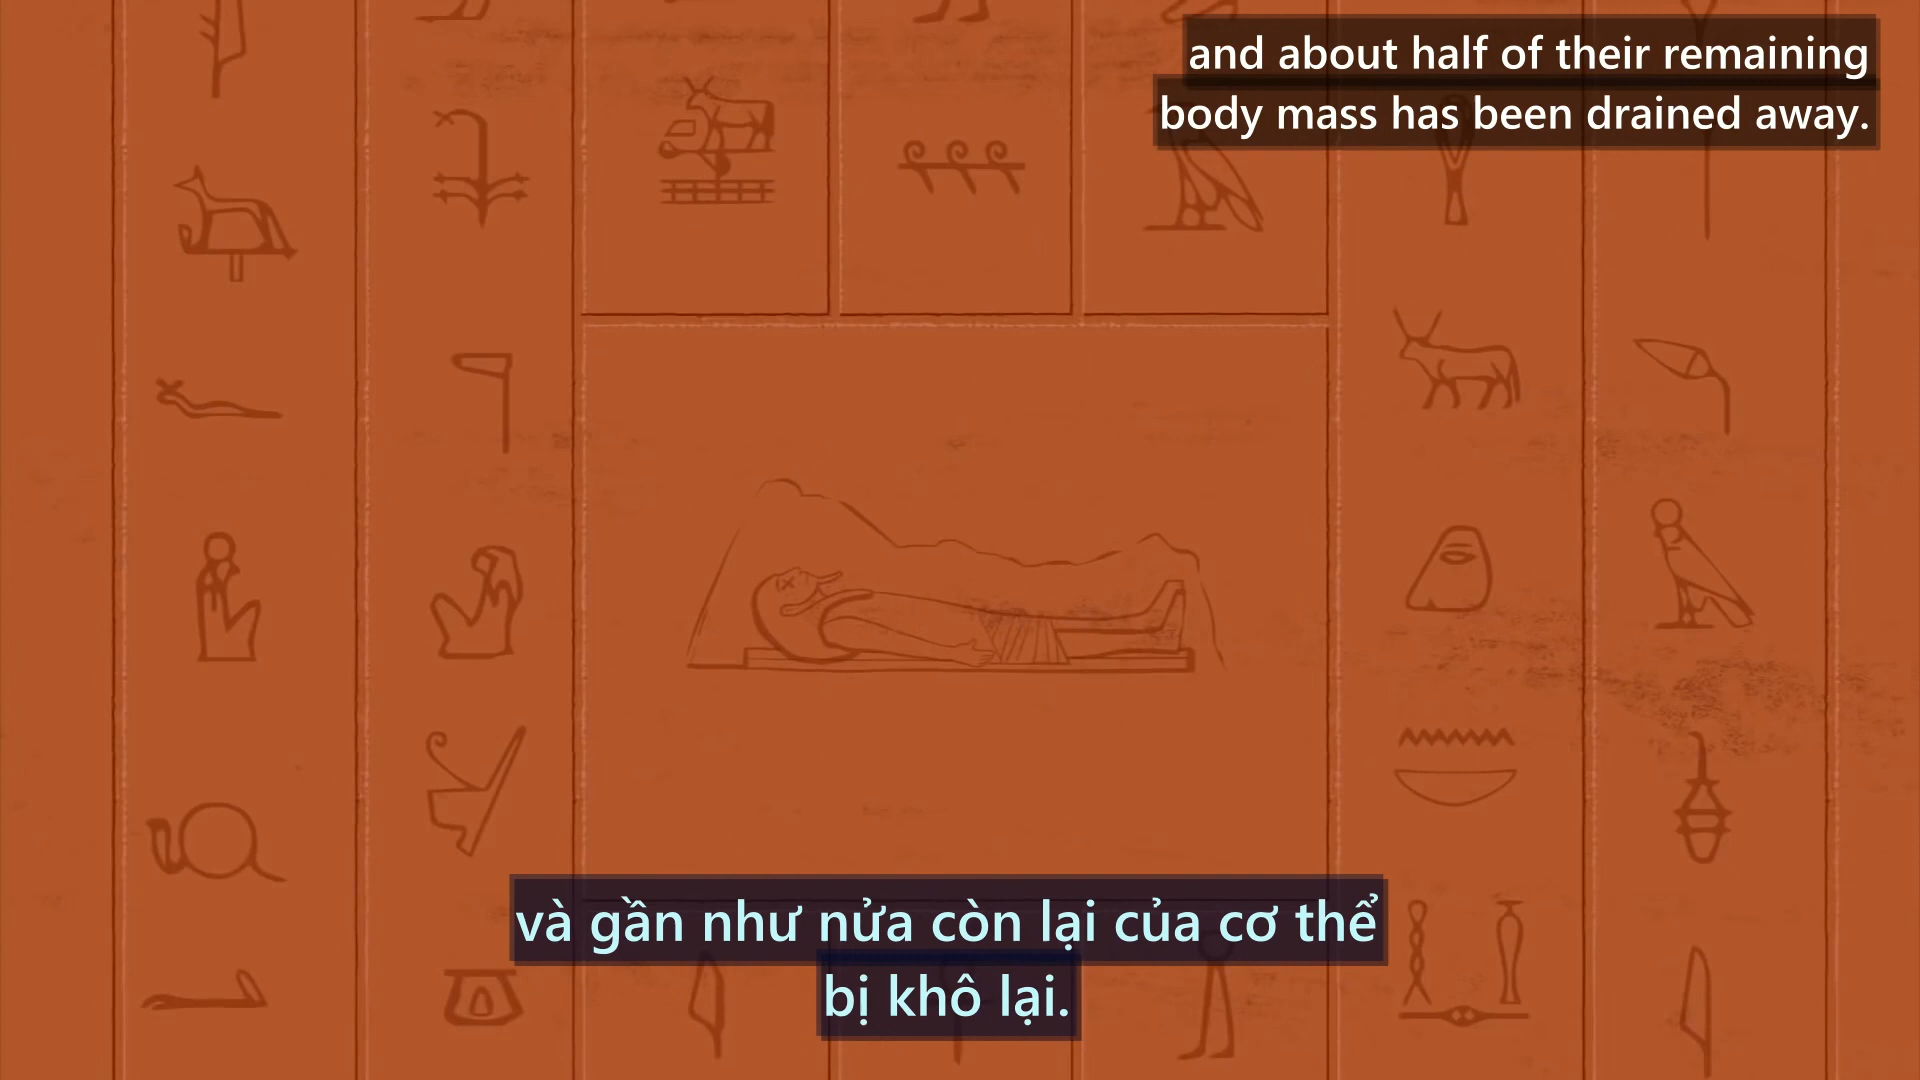 and about half of their remaining
body mass has been drained away.
và gần như nửa còn lại của cơ thể
bị khô lại.